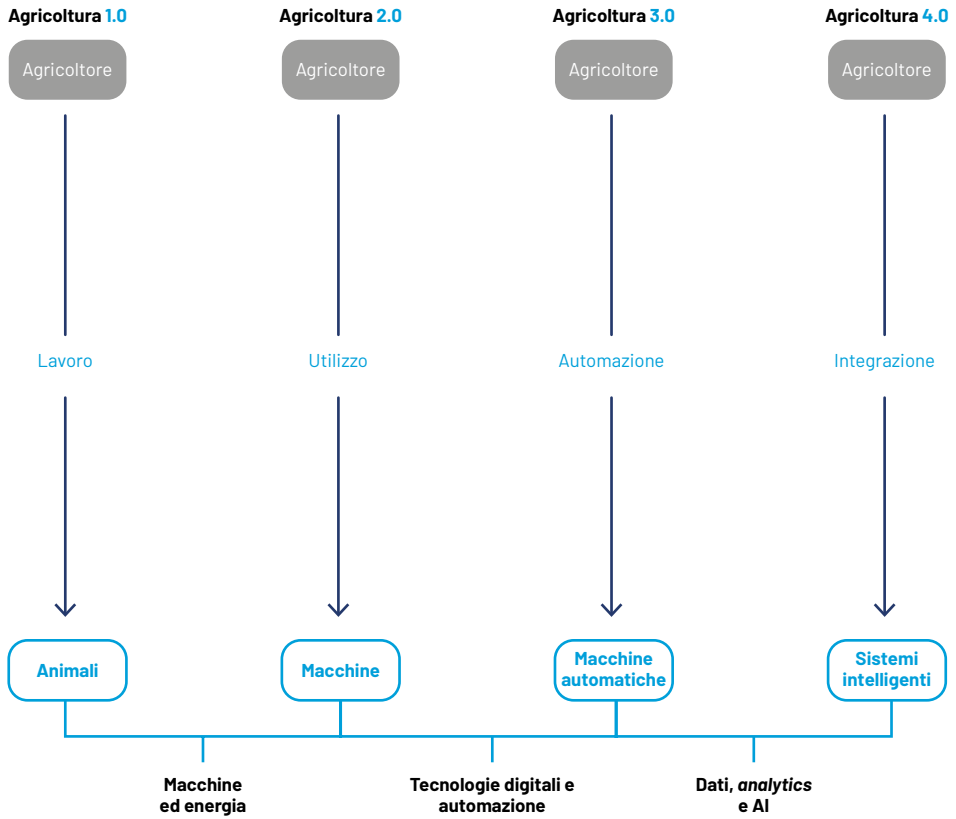 Agricoltura 1.0
Agricoltura 2.0
Agricoltura 3.0
Agricoltura 4.0
Agricoltore
Agricoltore
Agricoltore
Agricoltore
Lavoro
Utilizzo
Automazione
Integrazione
Animali
Macchine
Macchine
automatiche
Sistemi
intelligenti
Macchine
ed energia
Tecnologie digitali e
automazione
Dati, analytics
e AI